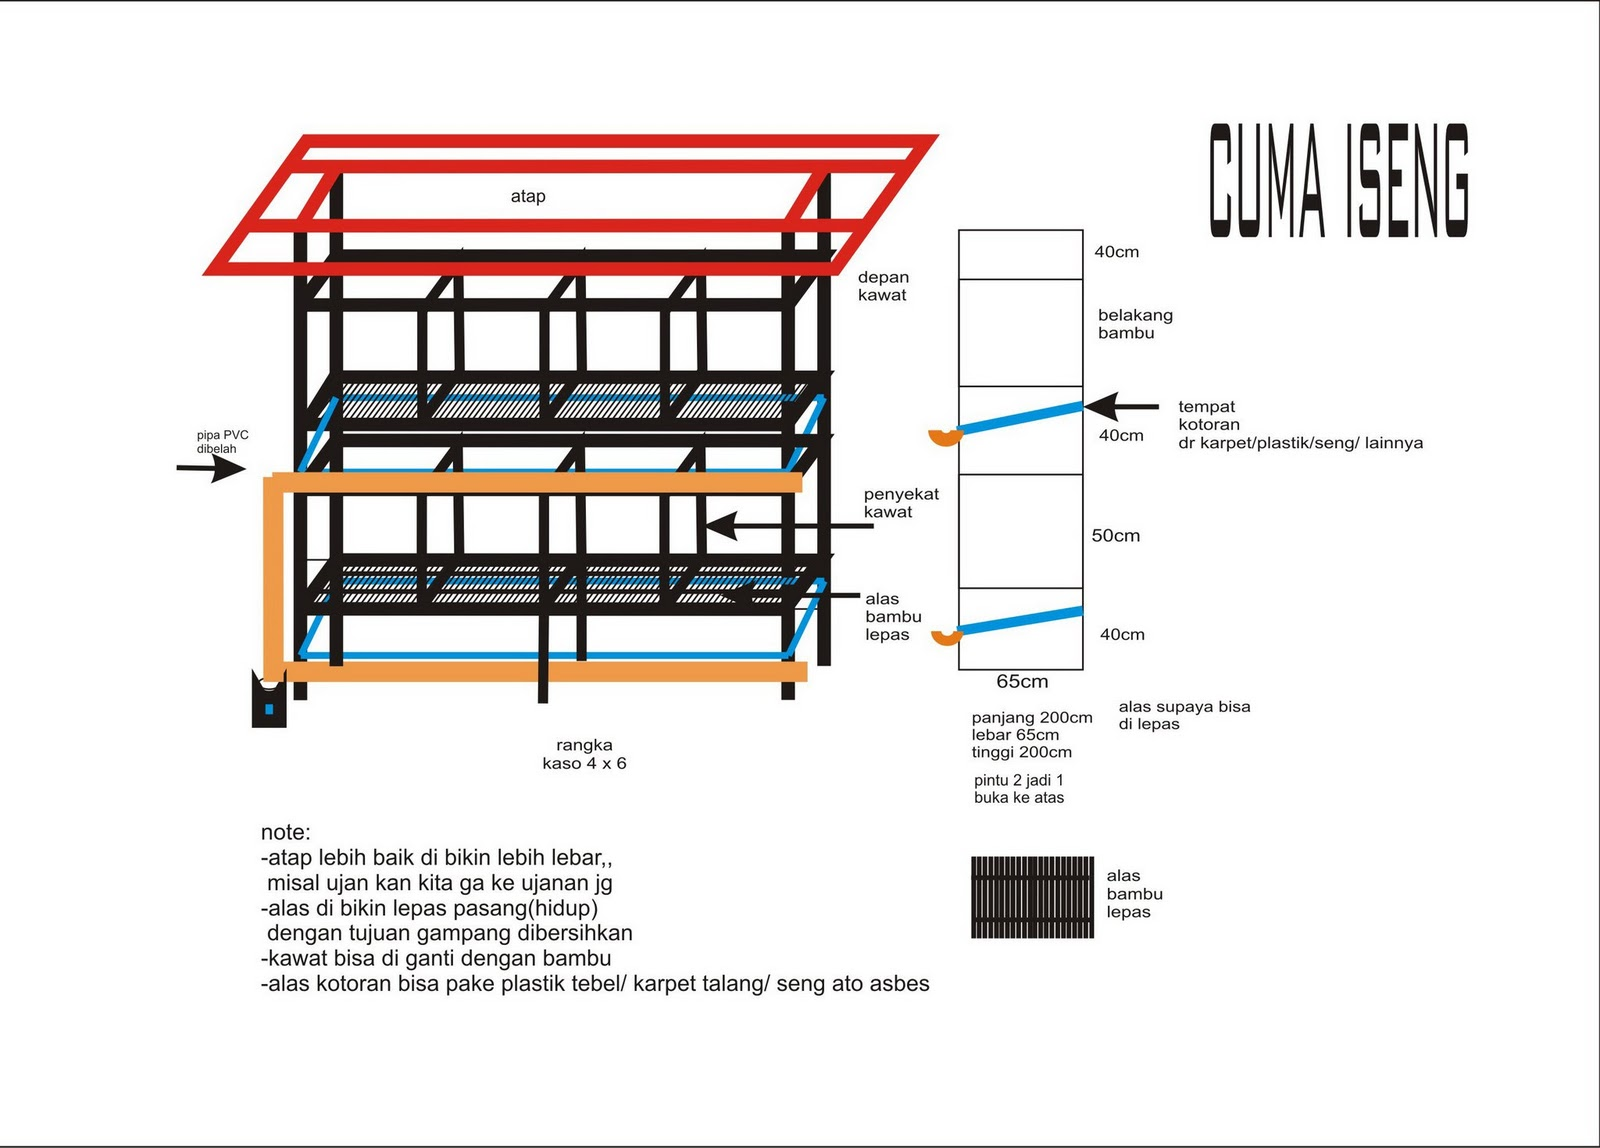 CUMA ISENG
atap
depan
kawat
pipa PVC
dibelah
penyekat
kawat
alas
bambu
lepas
rangka
kaso 4 x 6
40cm
belakang
bambu
tempat
kotoran
dr karpet/plastik/seng/ lainnya
40cm
50cm
40cm
65cm
panjang 200cm
lebar 65cm
tinggi 200cm
alas supaya bisa
di lepas
pintu 2 jadi 1
buka ke atas
alas
bambu
lepas
note:
-atap lebih baik di bikin lebih lebar,,
misal ujan kan kita ga ke ujanan jg
-alas di bikin lepas pasang(hidup)
dengan tujuan gampang dibersihkan
-kawat bisa di ganti dengan bambu
-alas kotoran bisa pake plastik tebel/ karpet talang/ seng ato asbes